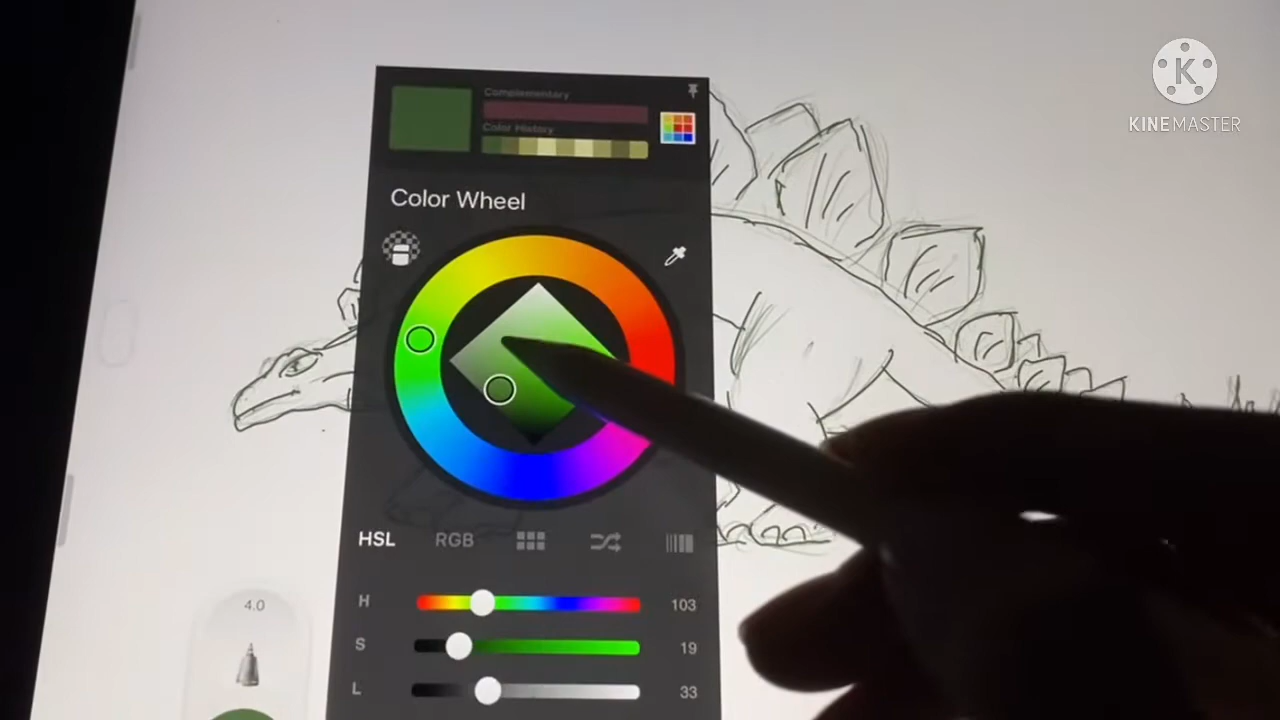 Complementary
Color History
K
KINEMASTER
Color Wheel
HSL RGB
H 103
S 19
L 33
4.0